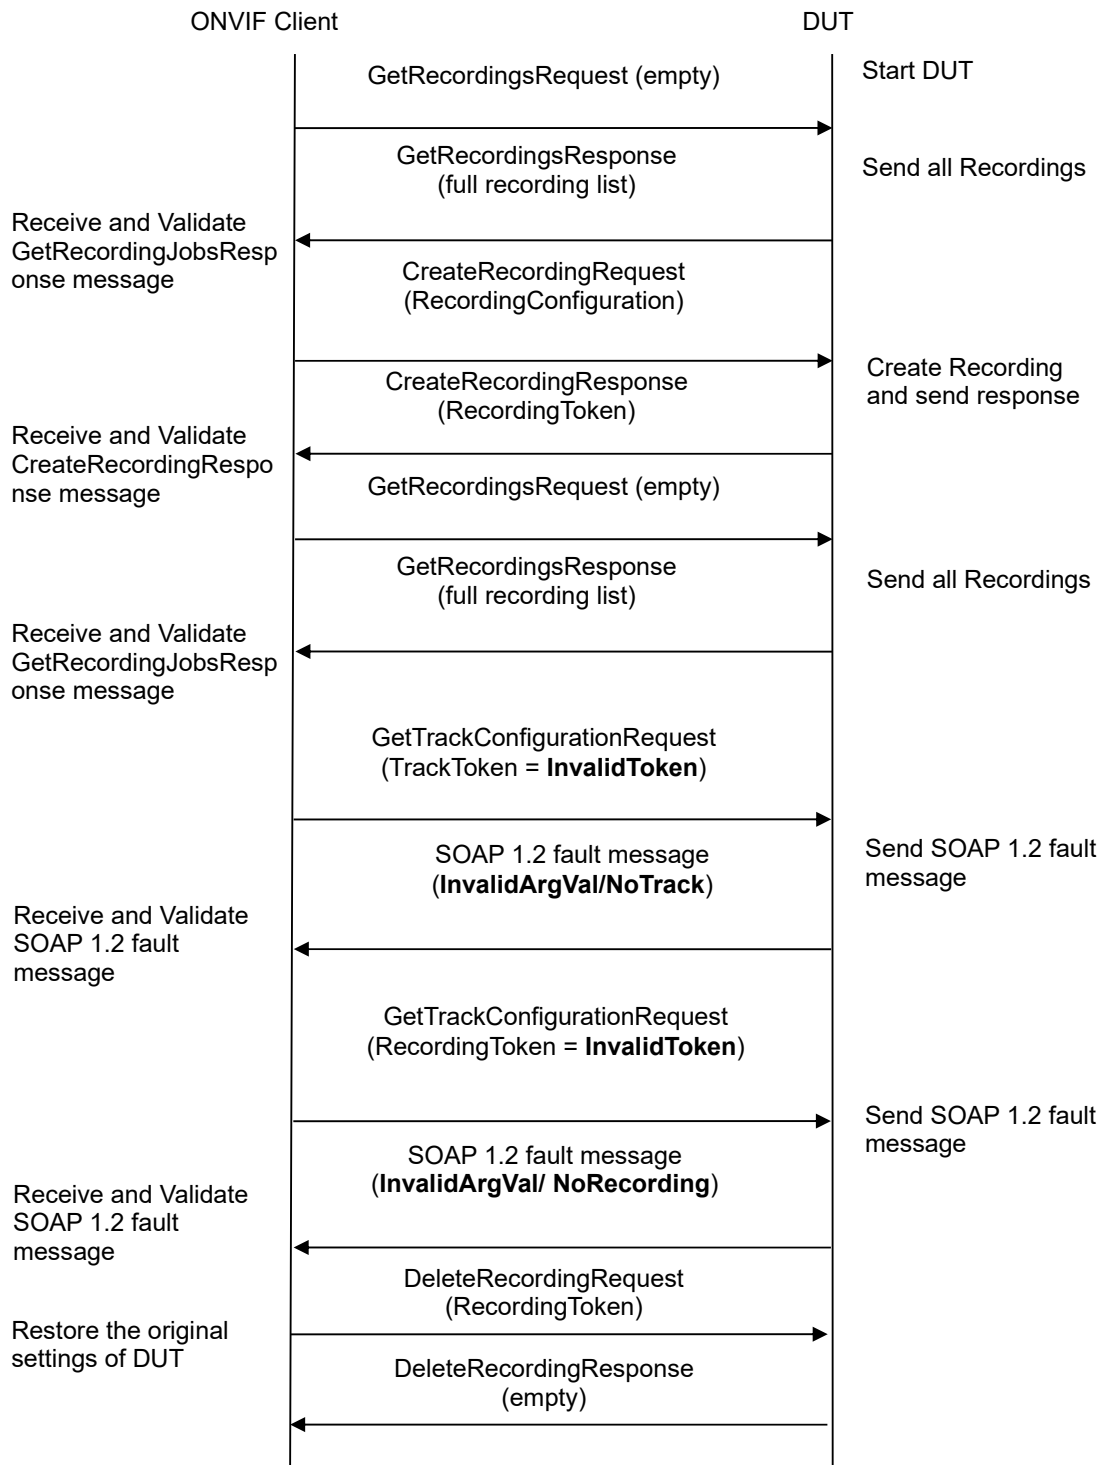 ONVIF Client
DUT
GetRecordingsRequest (empty)
Start DUT
GetRecordingsResponse
(full recording list)
Send all Recordings
Receive and Validate
GetRecordingJobsResp
onse message
CreateRecordingRequest
(RecordingConfiguration)
Create Recording
and send response
CreateRecordingResponse
(RecordingToken)
Receive and Validate
CreateRecordingRespo
nse message
GetRecordingsRequest (empty)
GetRecordingsResponse
(full recording list)
Send all Recordings
Receive and Validate
GetRecordingJobsResp
onse message
GetTrackConfigurationRequest
(TrackToken = InvalidToken)
SOAP 1.2 fault message
(InvalidArgVal/NoTrack)
Send SOAP 1.2 fault
message
Receive and Validate
SOAP 1.2 fault
message
GetTrackConfigurationRequest
(RecordingToken = InvalidToken)
Send SOAP 1.2 fault
message
SOAP 1.2 fault message
(InvalidArgVal/ NoRecording)
Receive and Validate
SOAP 1.2 fault
message
DeleteRecordingRequest
(RecordingToken)
Restore the original
settings of DUT
DeleteRecordingResponse
(empty)